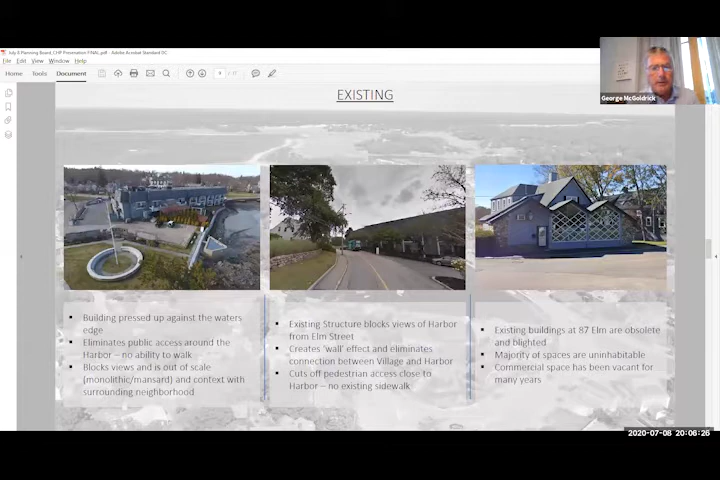 July 8 Planning Board_CHP Presentation FINAL.pdf - Adobe Acrobat Standard DC
File Edit View Window Help
Home Tools Document
George McGoldrick
EXISTING
▪ Building pressed up against the waters
edge
▪ Eliminates public access around the
Harbor – no ability to walk
▪ Blocks views and is out of scale
(monolithic/mansard) and context with
surrounding neighborhood
▪ Existing Structure blocks views of Harbor
from Elm Street
▪ Creates 'wall' effect and eliminates
connection between Village and Harbor
▪ Cuts off pedestrian access close to
Harbor – no existing sidewalk
▪ Existing buildings at 87 Elm are obsolete
and blighted
▪ Majority of spaces are uninhabitable
▪ Commercial space has been vacant for
many years
2020-07-08 20:06:26